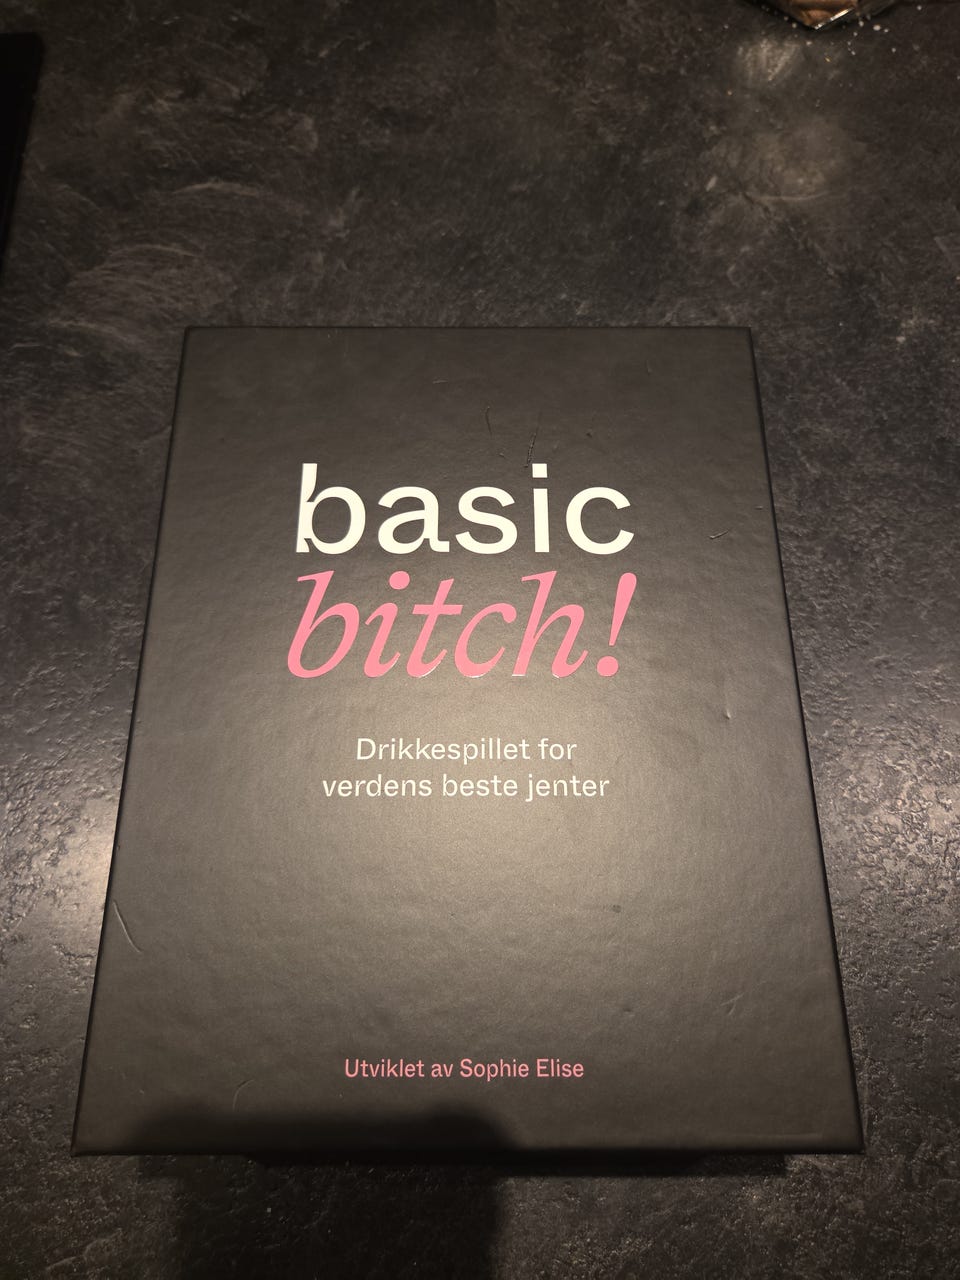 basic
bitch!
Drikkespillet for
verdens beste jenter
Utviklet av Sophie Elise